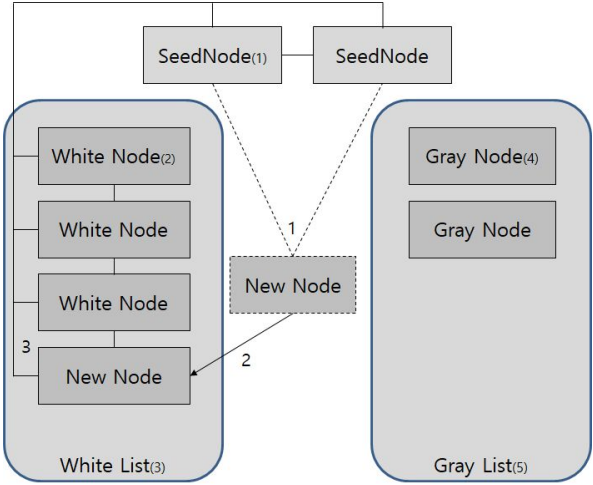 SeedNode(1)
SeedNode
White Node(2)
White Node
White Node
New Node
White List(3)
1
New Node
2
3
Gray Node(4)
Gray Node
Gray List(5)